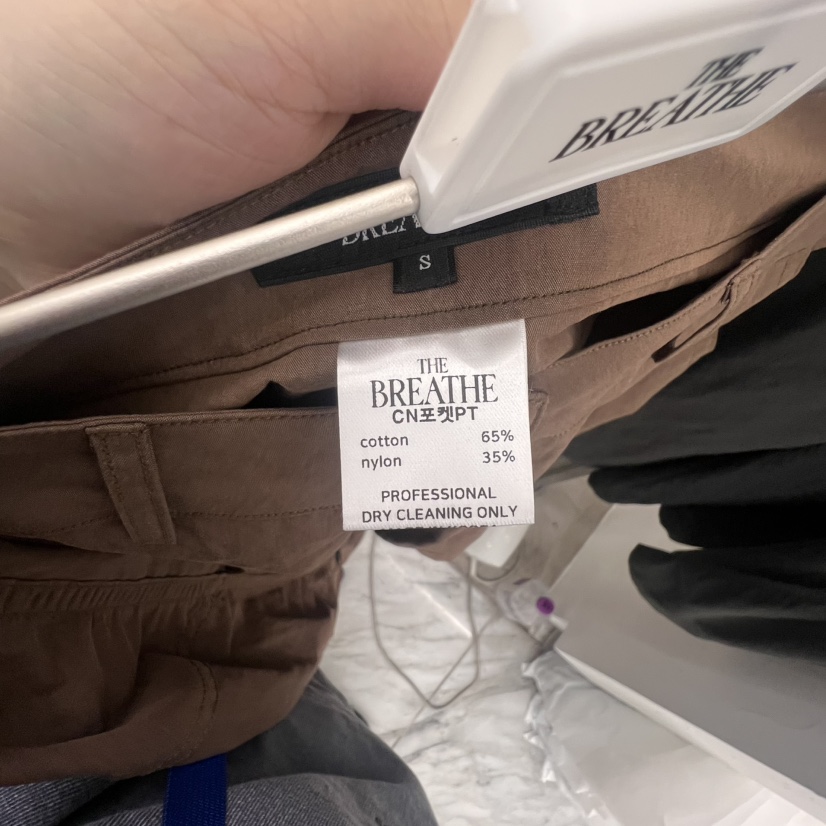 THE
BREATHE
S
THE
BREATHE
CN포켓PT
cotton 65%
nylon 35%
PROFESSIONAL
DRY CLEANING ONLY